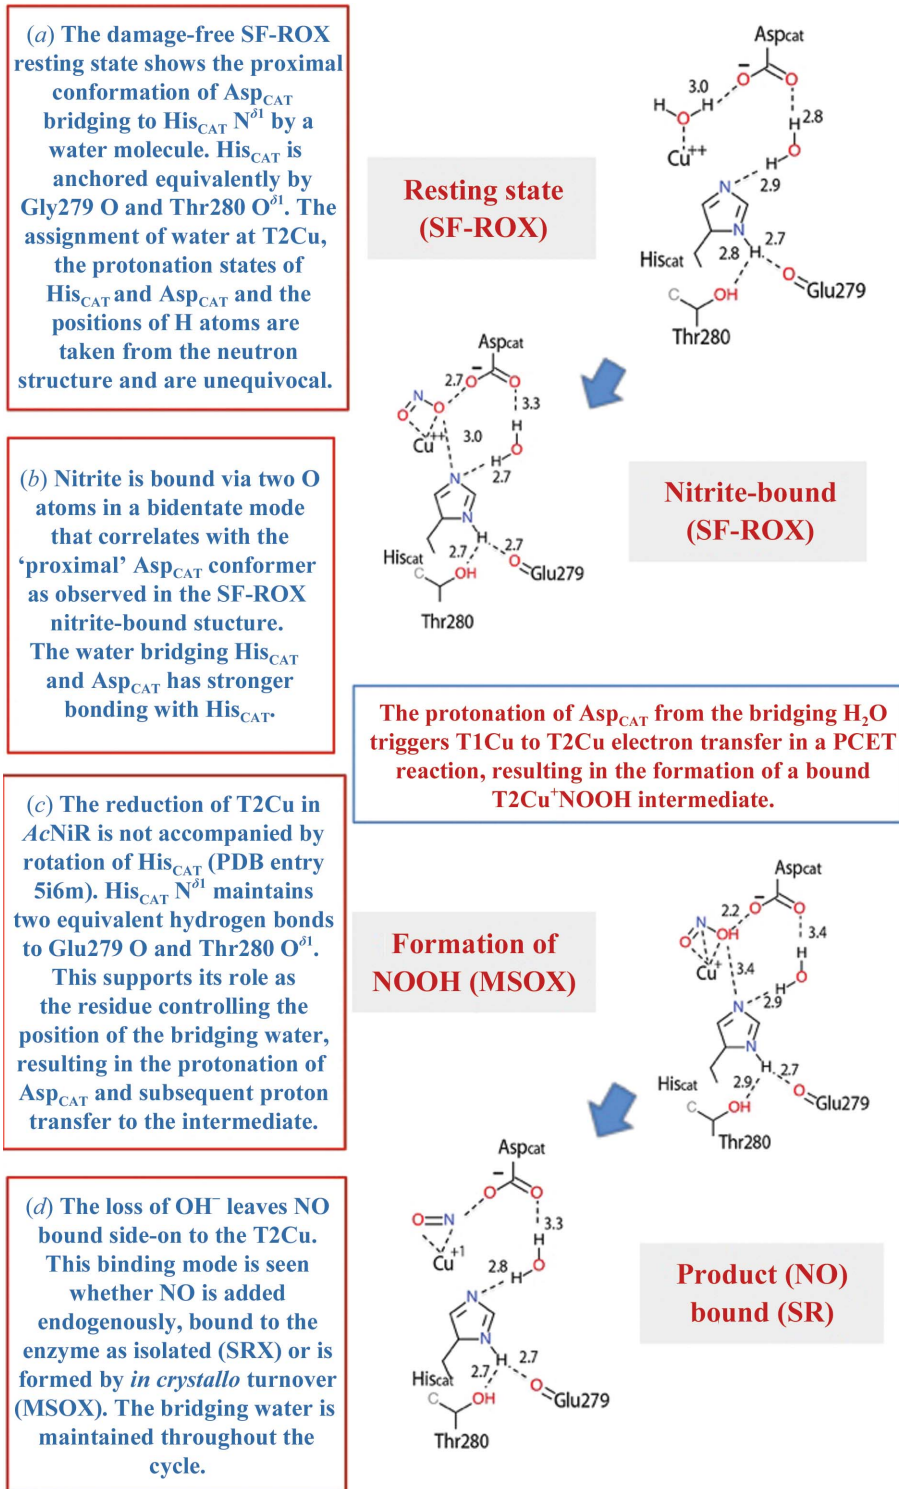 (a) The damage-free SF-ROX
resting state shows the proximal
conformation of AspCAT
bridging to HisCAT Nδ1 by a
water molecule. HisCAT is
anchored equivalently by
Gly279 O and Thr280 Oδ1. The
assignment of water at T2Cu,
the protonation states of
HisCAT and AspCAT and the
positions of H atoms are
taken from the neutron
structure and are unequivocal.
Resting state
(SF-ROX)
Aspcat
−
O
O
3.0
H
H
O
2.8
H
Cu++
H
O
2.9
N
N
2.7
2.8
H
Hiscat
O
Glu279
C
OH
Thr280
(b) Nitrite is bound via two O
atoms in a bidentate mode
that correlates with the
‘proximal’ AspCAT conformer
as observed in the SF-ROX
nitrite-bound stucture.
The water bridging HisCAT
and AspCAT has stronger
bonding with HisCAT.
Aspcat
−
2.7
O
O
N
O
O
3.3
H
Cu++
3.0
O
H
2.7
N
N
H
Hiscat
2.7
2.7
O
Glu279
C
OH
Thr280
Nitrite-bound
(SF-ROX)
The protonation of AspCAT from the bridging H2O
triggers T1Cu to T2Cu electron transfer in a PCET
reaction, resulting in the formation of a bound
T2Cu+NOOH intermediate.
(c) The reduction of T2Cu in
AcNiR is not accompanied by
rotation of HisCAT (PDB entry
5i6m). HisCAT Nδ1 maintains
two equivalent hydrogen bonds
to Glu279 O and Thr280 Oδ1.
This supports its role as
the residue controlling the
position of the bridging water,
resulting in the protonation of
AspCAT and subsequent proton
transfer to the intermediate.
Formation of
NOOH (MSOX)
Aspcat
−
2.2
O
O
N
O
OH
3.4
H
Cu+
3.4
O
H
2.9
N
N
H
2.7
Hiscat
2.9
O
Glu279
C
OH
Thr280
(d) The loss of OH− leaves NO
bound side-on to the T2Cu.
This binding mode is seen
whether NO is added
endogenously, bound to the
enzyme as isolated (SRX) or is
formed by in crystallo turnover
(MSOX). The bridging water is
maintained throughout the
cycle.
Aspcat
−
O
O
O
N
3.3
H
Cu+1
2.8
H
O
N
N
H
2.7
Hiscat
2.7
O
Glu279
C
OH
Thr280
Product (NO)
bound (SR)